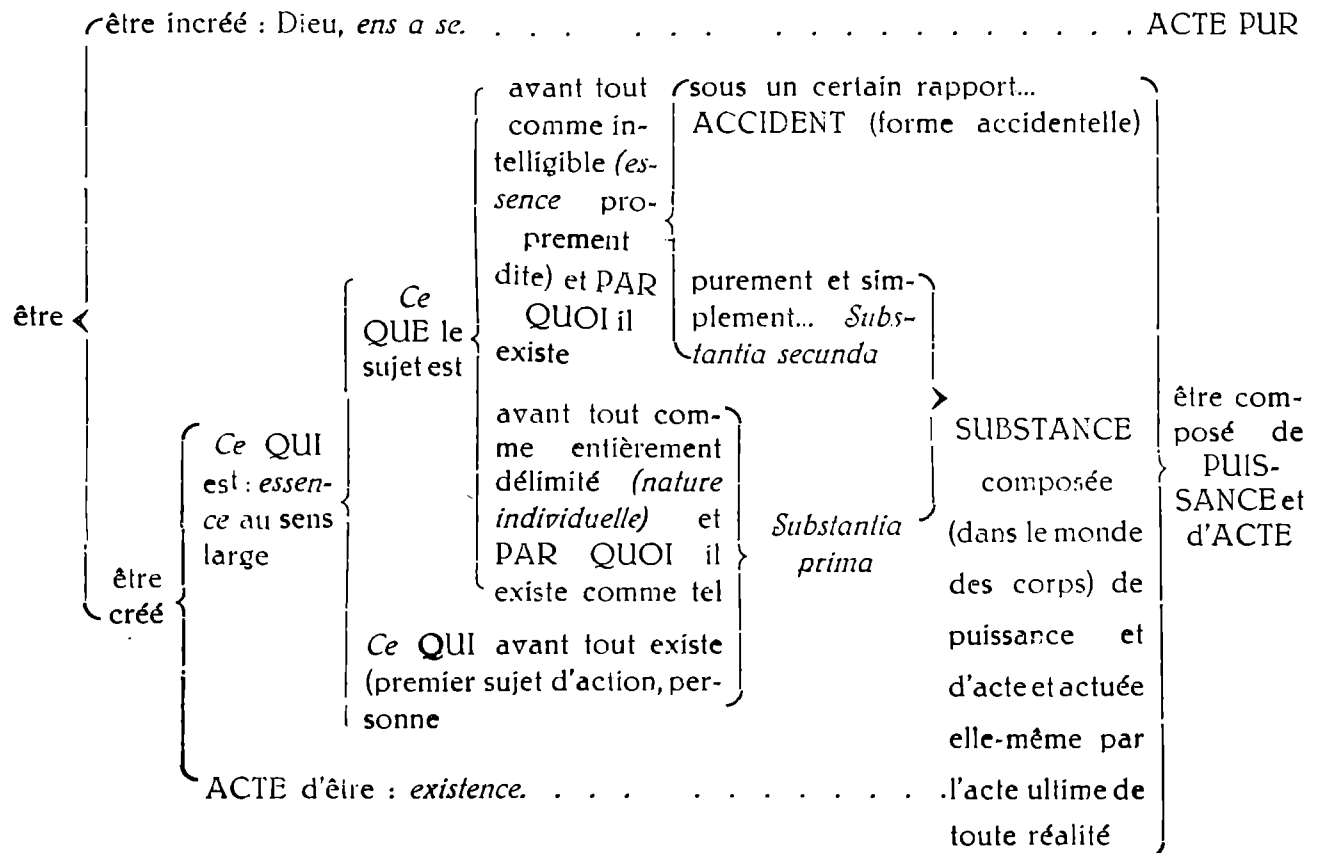 être incréé : Dieu, ens a se. . . . . . . . . . . . . . . . . . . . ACTE PUR
avant tout
comme in-
telligible (es-
sence pro-
prement
dite) et PAR
QUOI il
existe
sous un certain rapport...
ACCIDENT (forme accidentelle)
purement et sim-
plement... Subs-
tantia secunda
être
Ce
QUE le
sujet est
Ce QUI
est : essen-
ce au sens
large
avant tout com-
me entièrement
délimité (nature
individuelle) et
PAR QUOI il
existe comme tel
Substantia
prima
être
créé
Ce QUI avant tout existe
(premier sujet d'action, per-
sonne
SUBSTANCE
composée
(dans le monde
des corps) de
puissance et
d'acte et actuée
elle-même par
l'acte ultime de
toute réalité
être com-
posé de
PUIS-
SANCE et
d'ACTE
ACTE d'être : existence. . . . . . . . . . . .